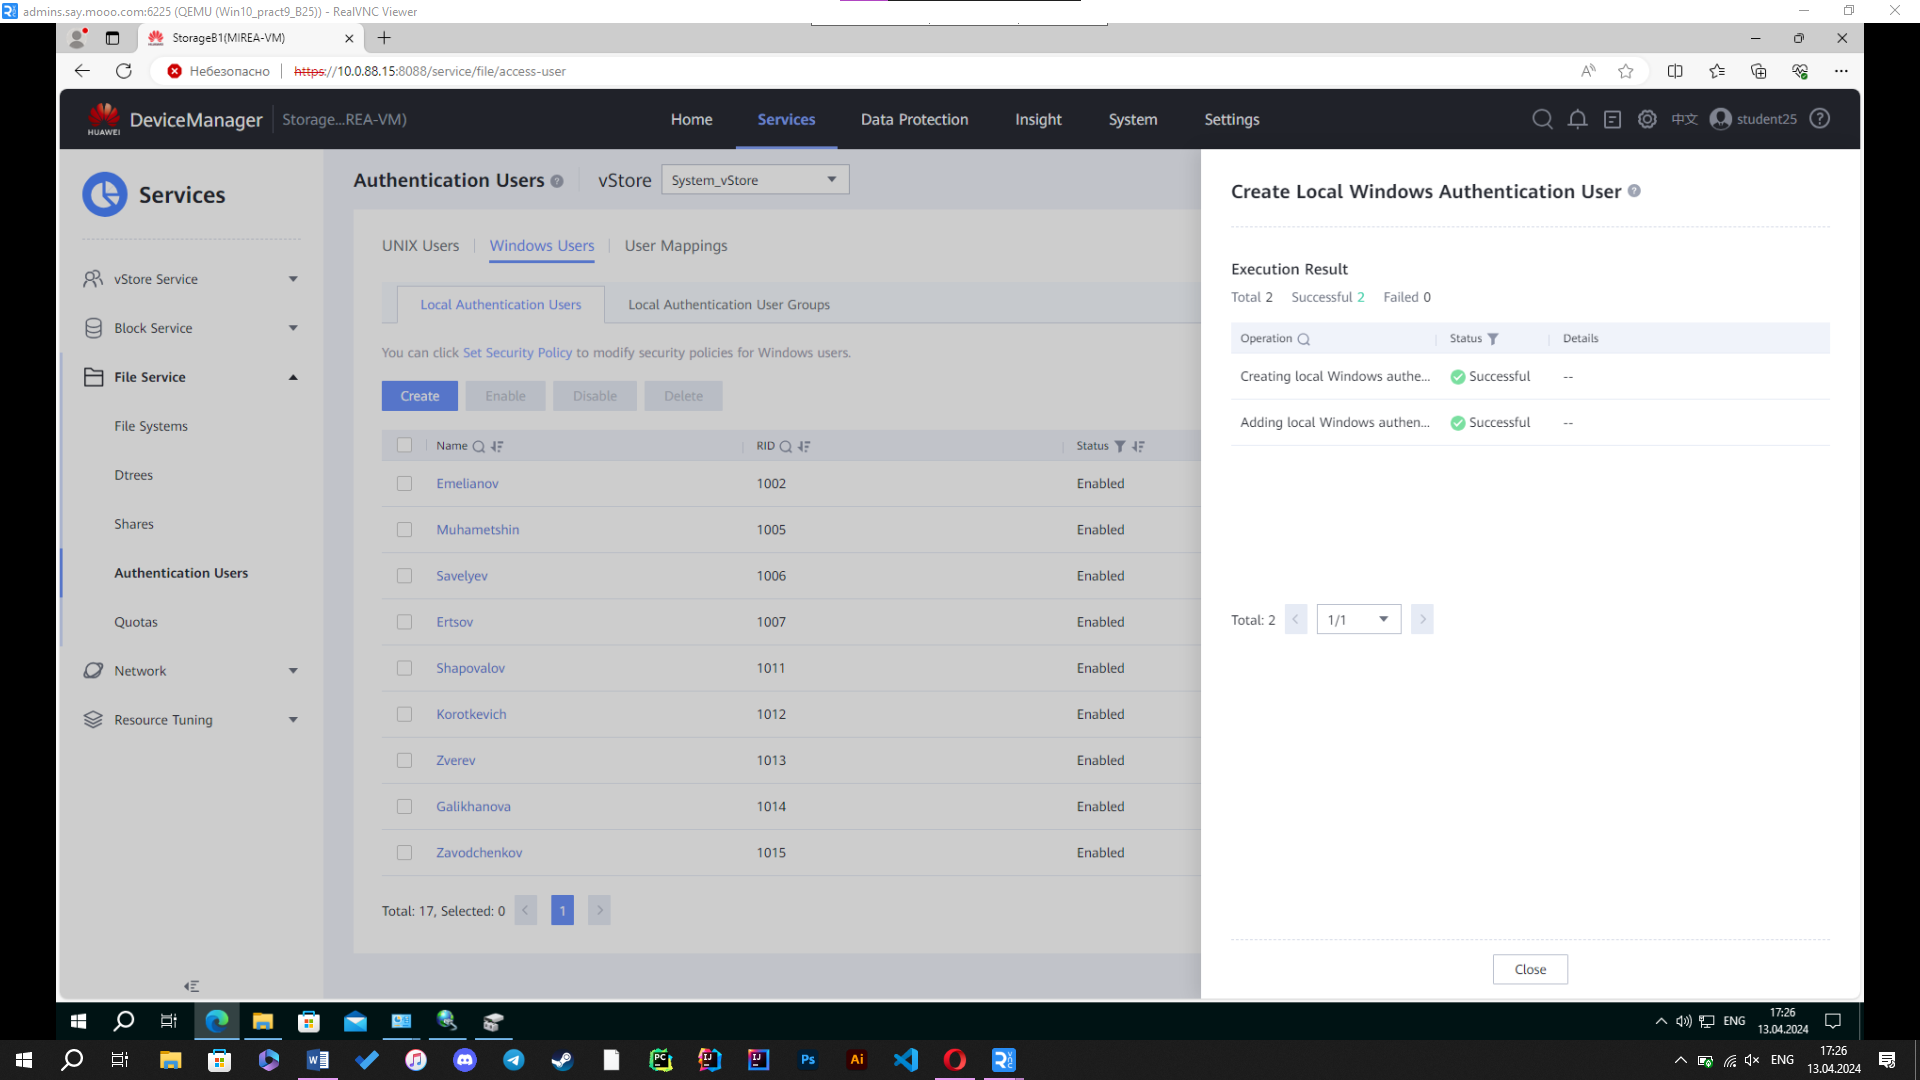 admins.say.mooo.com:6225 (QEMU (Win10_pract9_B25)) - RealVNC Viewer
StorageB1(MIREA-VM)
Небезопасно https://10.0.88.15:8088/service/file/access-user
HUAWEI DeviceManager Storage...REA-VM) Home Services Data Protection Insight System Settings 中文 student25
Services
vStore Service
Block Service
File Service
File Systems
Dtrees
Shares
Authentication Users
Quotas
Network
Resource Tuning
Authentication Users vStore System_vStore
UNIX Users Windows Users User Mappings
Local Authentication Users Local Authentication User Groups
You can click Set Security Policy to modify security policies for Windows users.
Create Enable Disable Delete
Name RID Status
Emelianov 1002 Enabled
Muhametshin 1005 Enabled
Savelyev 1006 Enabled
Ertsov 1007 Enabled
Shapovalov 1011 Enabled
Korotkevich 1012 Enabled
Zverev 1013 Enabled
Galikhanova 1014 Enabled
Zavodchenkov 1015 Enabled
Total: 17, Selected: 0 1
Create Local Windows Authentication User
Execution Result
Total 2 Successful 2 Failed 0
Operation Status Details
Creating local Windows authe... Successful --
Adding local Windows authen... Successful --
Total: 2 1/1
Close
ENG 17:26
13.04.2024
ENG 17:26
13.04.2024